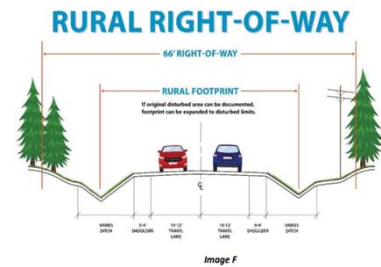 RURAL RIGHT-OF-WAY
66' RIGHT-OF-WAY
RURAL FOOTPRINT
If original disturbed area can be documented,
footprint can be expanded to disturbed limits.
VARIES
DITCH
0-4'
SHOULDER
10-12'
TRAVEL
LANE
10-12'
TRAVEL
LANE
0-4'
SHOULDER
VARIES
DITCH
Image F